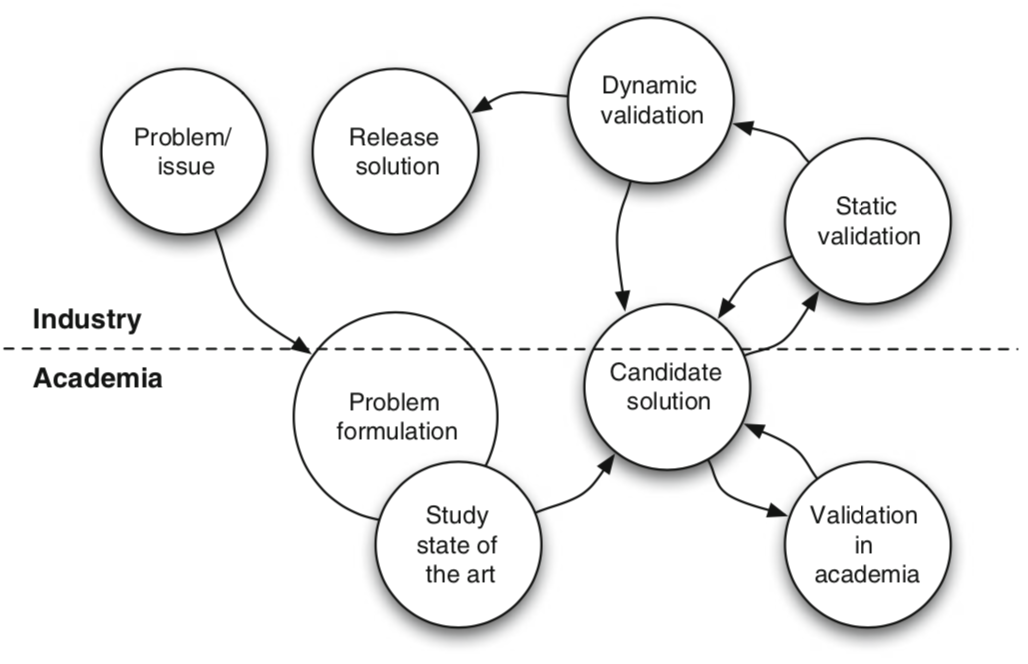 Problem/
issue
Release
solution
Dynamic
validation
Static
validation
Industry
Academia
Problem
formulation
Candidate
solution
Study
state of
the art
Validation
in
academia